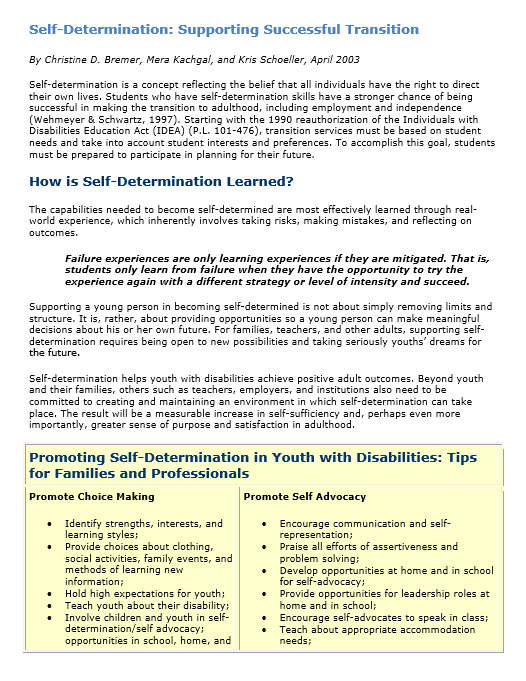 Self-Determination: Supporting Successful Transition
By Christine D. Bremer, Mera Kachgal, and Kris Schoeller, April 2003
Self-determination is a concept reflecting the belief that all individuals have the right to direct
their own lives. Students who have self-determination skills have a stronger chance of being
successful in making the transition to adulthood, including employment and independence
(Wehmeyer & Schwartz, 1997). Starting with the 1990 reauthorization of the Individuals with
Disabilities Education Act (IDEA) (P.L. 101-476), transition services must be based on student
needs and take into account student interests and preferences. To accomplish this goal, students
must be prepared to participate in planning for their future.
How is Self-Determination Learned?
The capabilities needed to become self-determined are most effectively learned through real-
world experience, which inherently involves taking risks, making mistakes, and reflecting on
outcomes.
Failure experiences are only learning experiences if they are mitigated. That is,
students only learn from failure when they have the opportunity to try the
experience again with a different strategy or level of intensity and succeed.
Supporting a young person in becoming self-determined is not about simply removing limits and
structure. It is, rather, about providing opportunities so a young person can make meaningful
decisions about his or her own future. For families, teachers, and other adults, supporting self-
determination requires being open to new possibilities and taking seriously youths' dreams for
the future.
Self-determination helps youth with disabilities achieve positive adult outcomes. Beyond youth
and their families, others such as teachers, employers, and institutions also need to be
committed to creating and maintaining an environment in which self-determination can take
place. The result will be a measurable increase in self-sufficiency and, perhaps even more
importantly, greater sense of purpose and satisfaction in adulthood.
Promoting Self-Determination in Youth with Disabilities: Tips
for Families and Professionals
Promote Choice Making
• Identify strengths, interests, and
learning styles;
• Provide choices about clothing,
social activities, family events, and
methods of learning new
information;
• Hold high expectations for youth;
• Teach youth about their disability;
• Involve children and youth in self-
determination/self advocacy;
opportunities in school, home, and
Promote Self Advocacy
• Encourage communication and self-
representation;
• Praise all efforts of assertiveness and
problem solving;
• Develop opportunities at home and in school
for self-advocacy;
• Provide opportunities for leadership roles at
home and in school;
• Encourage self-advocates to speak in class;
• Teach about appropriate accommodation
needs;